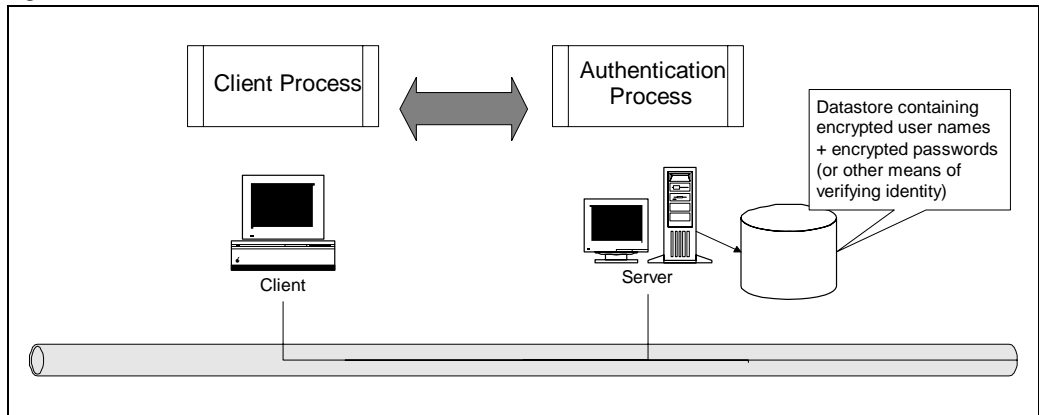 Client Process
Authentication
Process
Datastore containing
encrypted user names
+ encrypted passwords
(or other means of
verifying identity)
Client
Server